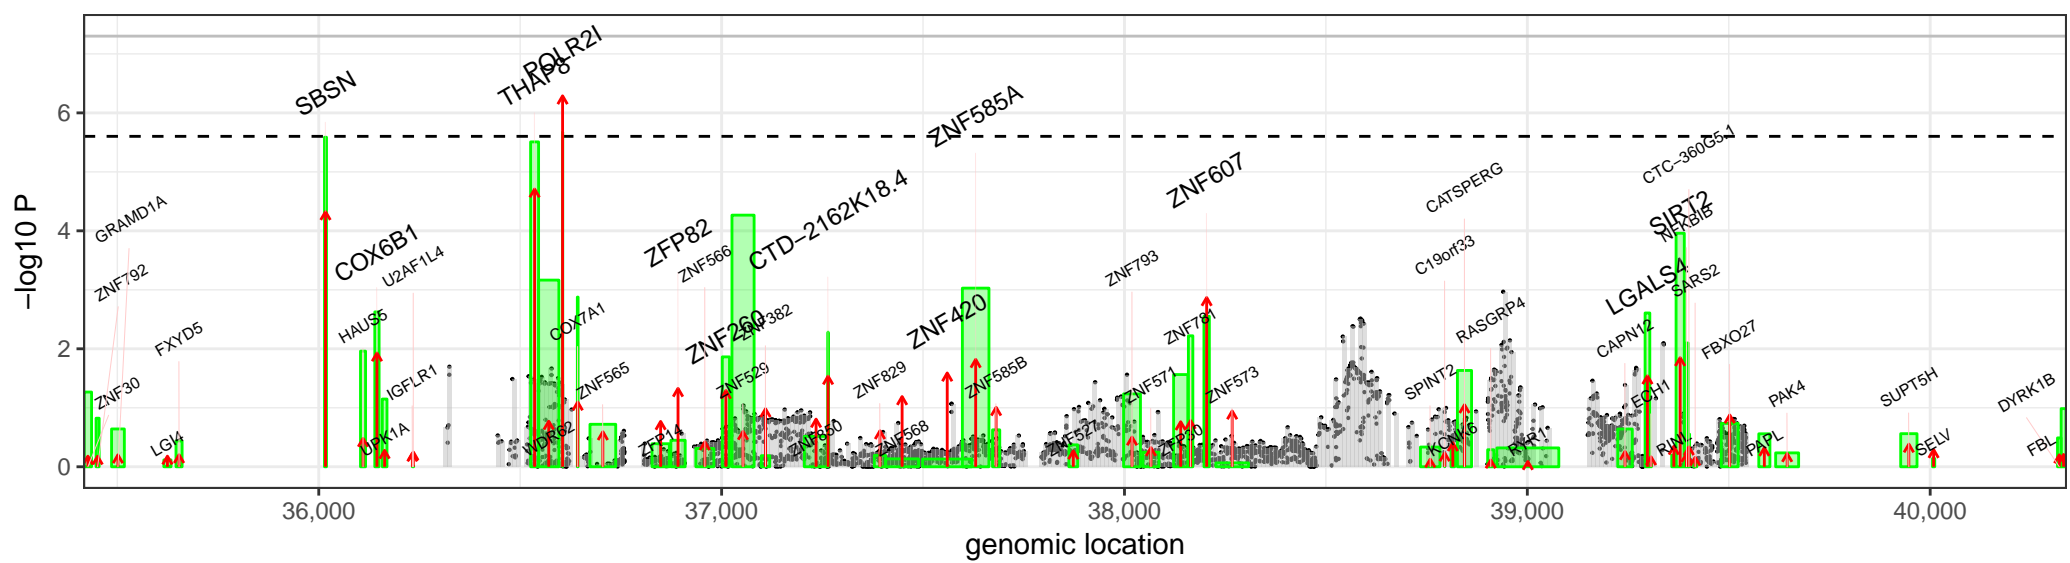 POLR2I
THAP8
SBSN
ZNF585A
CTC−360G5.1
ZNF607
CATSPERG
SIRT2
NFKBIB
GRAMD1A
CTD−2162K18.4
ZFP82
COX6B1
U2AF1L4
ZNF566
ZNF793
C19orf33
ZNF792
LGALS4
SARS2
FXYD5
HAUS5
COX7A1
ZNF260
ZNF382
ZNF420
ZNF781
RASGRP4
CAPN12
FBXO27
ZNF30
IGFLR1
ZNF565
ZNF529
ZNF829
ZNF585B
ZNF571
ZNF573
SPINT2
ECH1
PAK4
SUPT5H
DYRK1B
LGI4
UPK1A
WDR62
ZFP14
ZNF850
ZNF568
ZNF527
ZFP30
KCNK6
RYR1
RINL
PAPL
SELV
FBL
6
4
2
0
−log10 P
36,000
37,000
38,000
39,000
40,000
genomic location